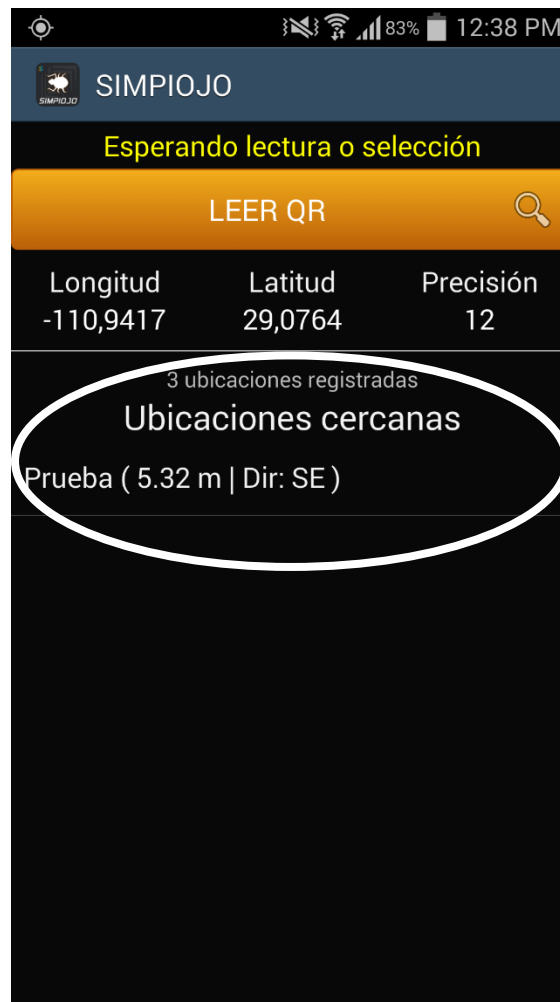 83% 12:38 PM
SIMPIOJO SIMPIOJO
Esperando lectura o selección
LEER QR
Longitud Latitud Precisión
-110,9417 29,0764 12
3 ubicaciones registradas
Ubicaciones cercanas
Prueba ( 5.32 m | Dir: SE )